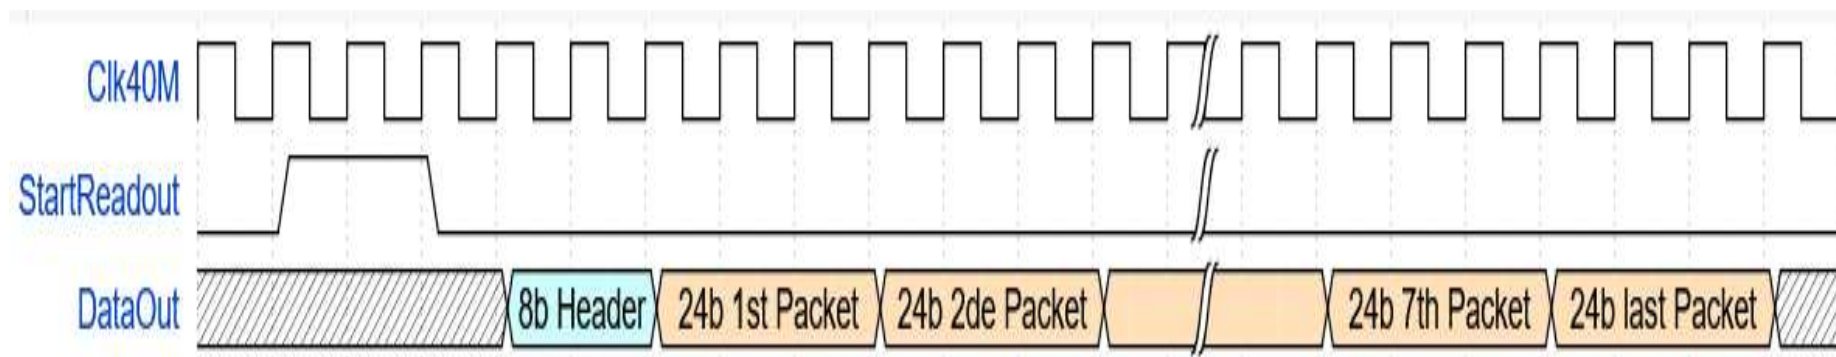 Clk40M
StartReadout
DataOut 8b Header 24b 1st Packet 24b 2de Packet 24b 7th Packet 24b last Packet